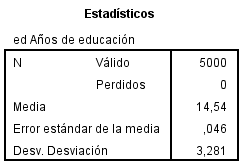 Estadísticos
ed Años de educación
N Válido 5000
Perdidos 0
Media 14,54
Error estándar de la media ,046
Desv. Desviación 3,281